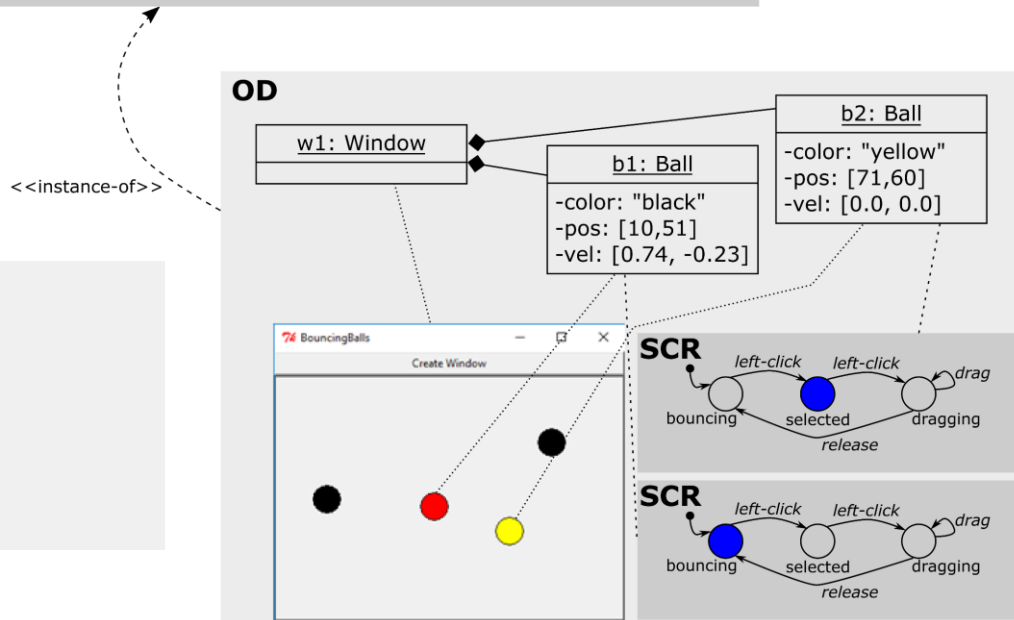 OD
w1: Window
b2: Ball
-color: "yellow"
-pos: [71,60]
-vel: [0.0, 0.0]
b1: Ball
-color: "black"
-pos: [10,51]
-vel: [0.74, -0.23]
<<instance-of>>
BouncingBalls
Create Window
SCR
left-click
left-click
drag
bouncing
selected
dragging
release
SCR
left-click
left-click
drag
bouncing
selected
dragging
release